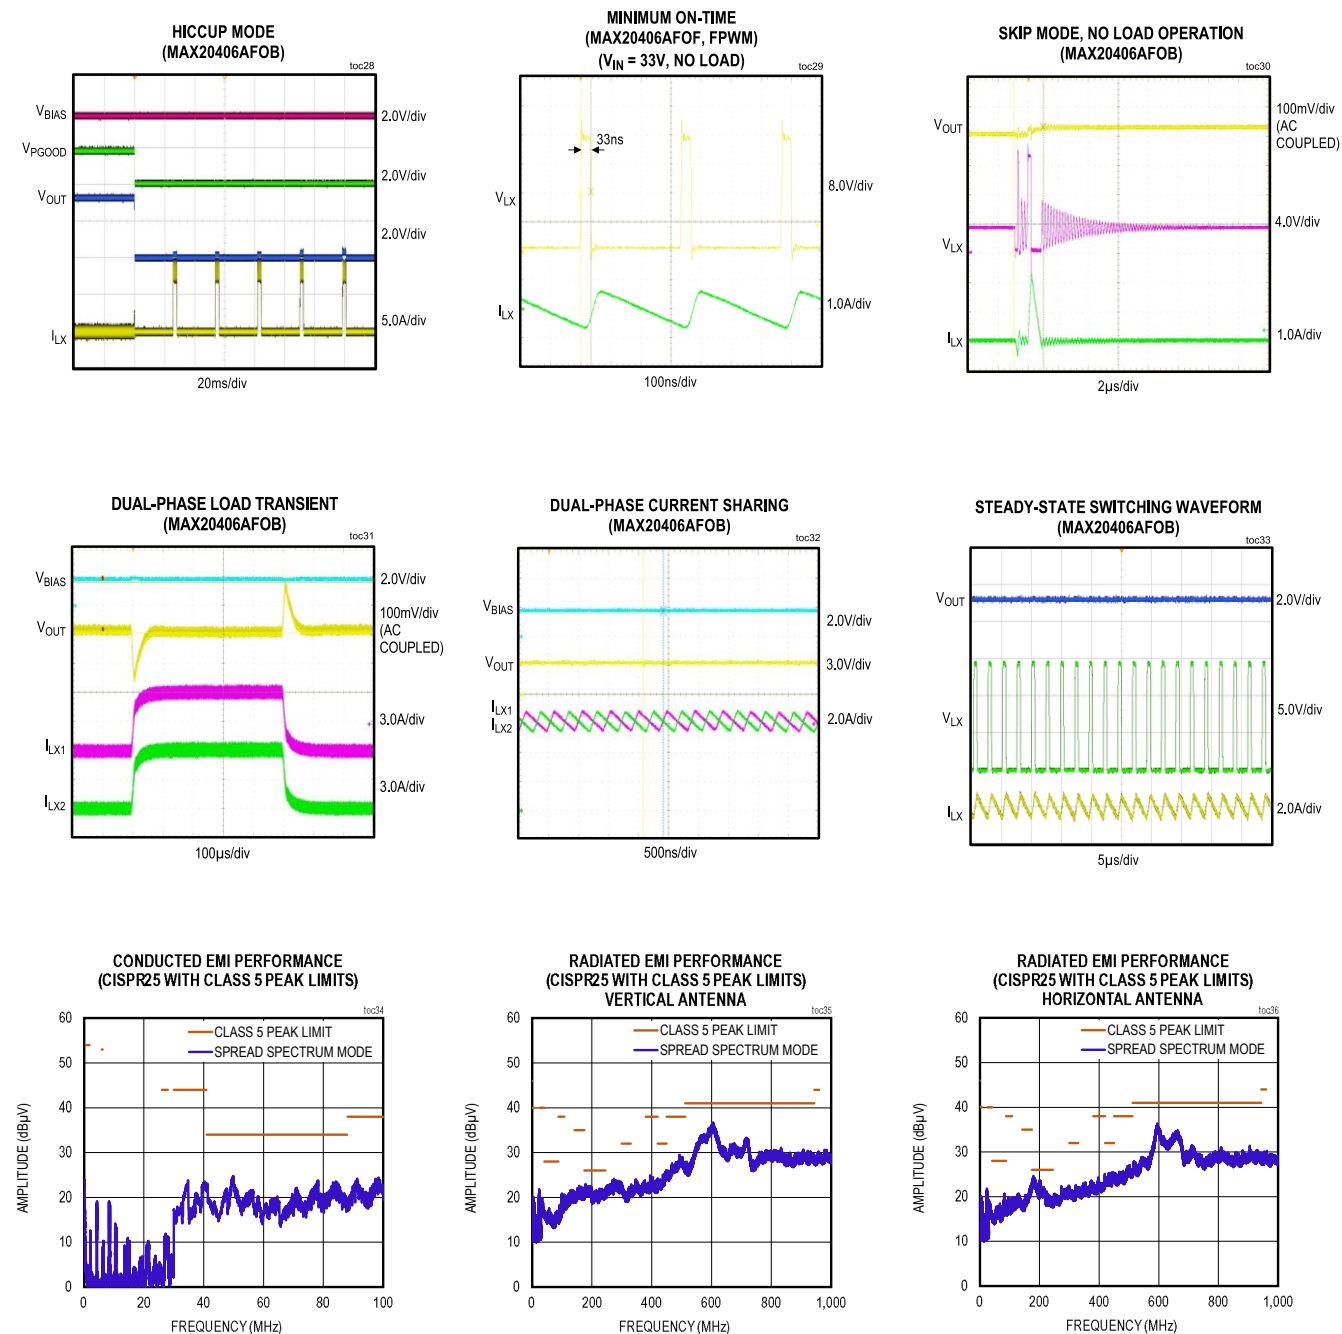 HICCUP MODE
(MAX20406AFOB)
toc28
VBIAS
2.0V/div
VPGOOD
2.0V/div
VOUT
2.0V/div
5.0A/div
ILX
20ms/div
MINIMUM ON-TIME
(MAX20406AFOF, FPWM)
(VIN = 33V, NO LOAD)
toc29
33ns
VLX
8.0V/div
ILX
1.0A/div
100ns/div
SKIP MODE, NO LOAD OPERATION
(MAX20406AFOB)
toc30
VOUT
100mV/div
(AC
COUPLED)
VLX
4.0V/div
ILX
1.0A/div
2µs/div
DUAL-PHASE LOAD TRANSIENT
(MAX20406AFOB)
toc31
VBIAS
2.0V/div
VOUT
100mV/div
(AC
COUPLED)
3.0A/div
ILX1
3.0A/div
ILX2
100µs/div
DUAL-PHASE CURRENT SHARING
(MAX20406AFOB)
toc32
VBIAS
2.0V/div
VOUT
3.0V/div
ILX1
ILX2
2.0A/div
500ns/div
STEADY-STATE SWITCHING WAVEFORM
(MAX20406AFOB)
toc33
VOUT
2.0V/div
VLX
5.0V/div
ILX
2.0A/div
5µs/div
CONDUCTED EMI PERFORMANCE
(CISPR25 WITH CLASS 5 PEAK LIMITS)
toc34
CLASS 5 PEAK LIMIT
SPREAD SPECTRUM MODE
AMPLITUDE (dBµV)
60
50
40
30
20
10
0
0 20 40 60 80 100
FREQUENCY (MHz)
RADIATED EMI PERFORMANCE
(CISPR25 WITH CLASS 5 PEAK LIMITS)
VERTICAL ANTENNA
toc35
CLASS 5 PEAK LIMIT
SPREAD SPECTRUM MODE
AMPLITUDE (dBµV)
60
50
40
30
20
10
0
0 200 400 600 800 1,000
FREQUENCY (MHz)
RADIATED EMI PERFORMANCE
(CISPR25 WITH CLASS 5 PEAK LIMITS)
HORIZONTAL ANTENNA
toc36
CLASS 5 PEAK LIMIT
SPREAD SPECTRUM MODE
AMPLITUDE (dBµV)
60
50
40
30
20
10
0
0 200 400 600 800 1,000
FREQUENCY (MHz)